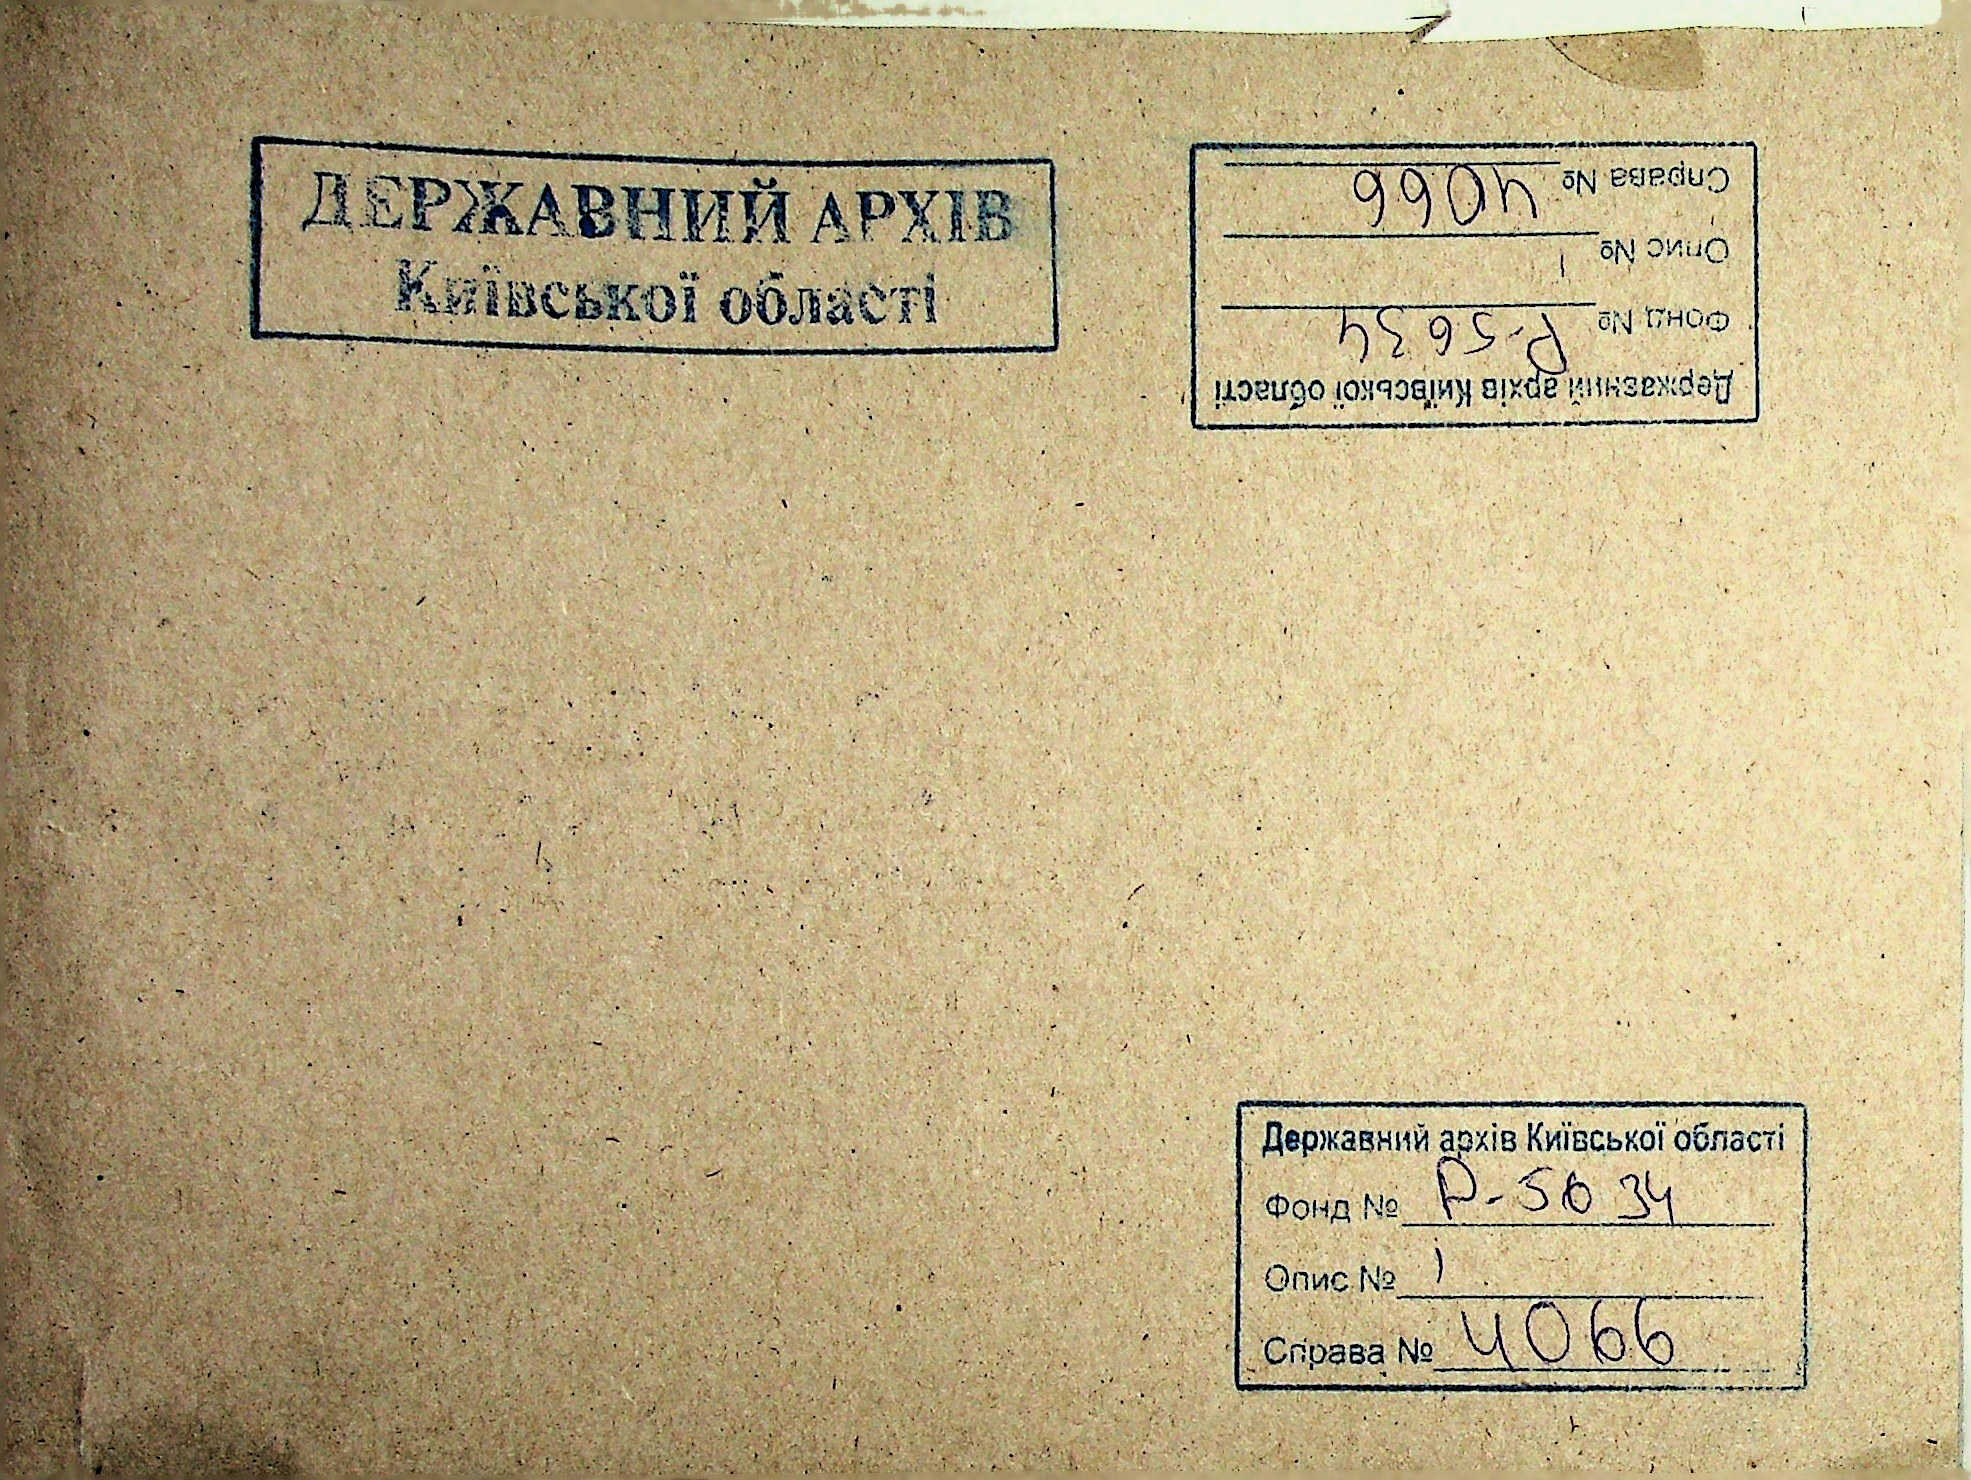 ДЕРЖАВНИЙ АРХІВ
Київської області
Державний архів Київської області
Фонд № Р-5634
Опис № 1
Справа № 4066
Державний архів Київської області
Фонд № Р-5634
Опис № 1
Справа № 4066